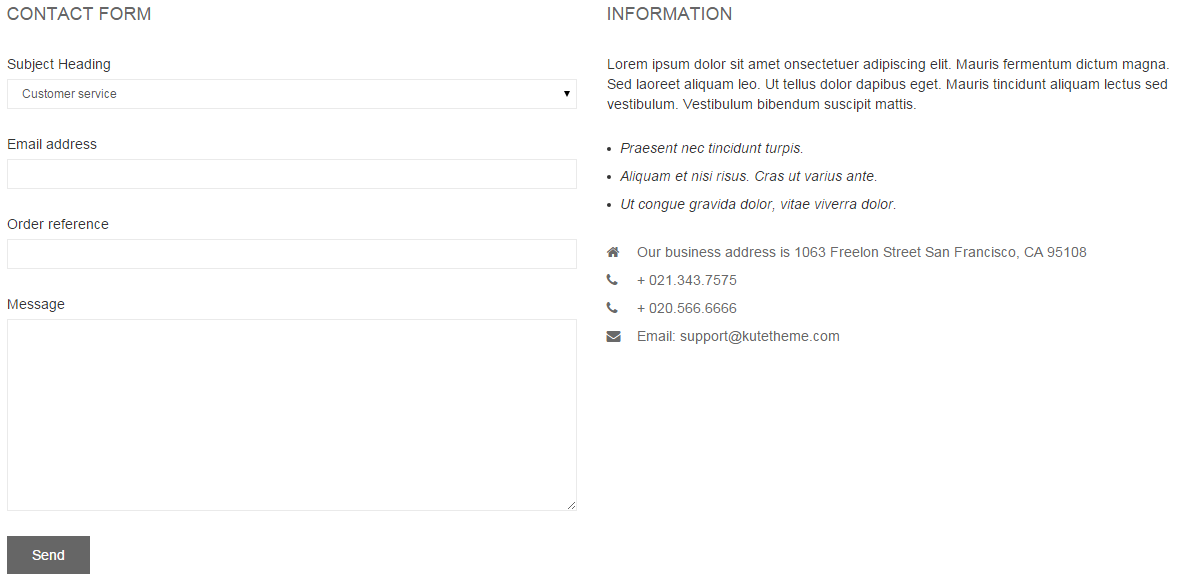 CONTACT FORM
Subject Heading
Customer service
Email address
Order reference
Message
Send
INFORMATION
Lorem ipsum dolor sit amet onsectetuer adipiscing elit. Mauris fermentum dictum magna.
Sed laoreet aliquam leo. Ut tellus dolor dapibus eget. Mauris tincidunt aliquam lectus sed
vestibulum. Vestibulum bibendum suscipit mattis.
• Praesent nec tincidunt turpis.
• Aliquam et nisi risus. Cras ut varius ante.
• Ut congue gravida dolor, vitae viverra dolor.
Our business address is 1063 Freelon Street San Francisco, CA 95108
+ 021.343.7575
+ 020.566.6666
Email: support@kutetheme.com